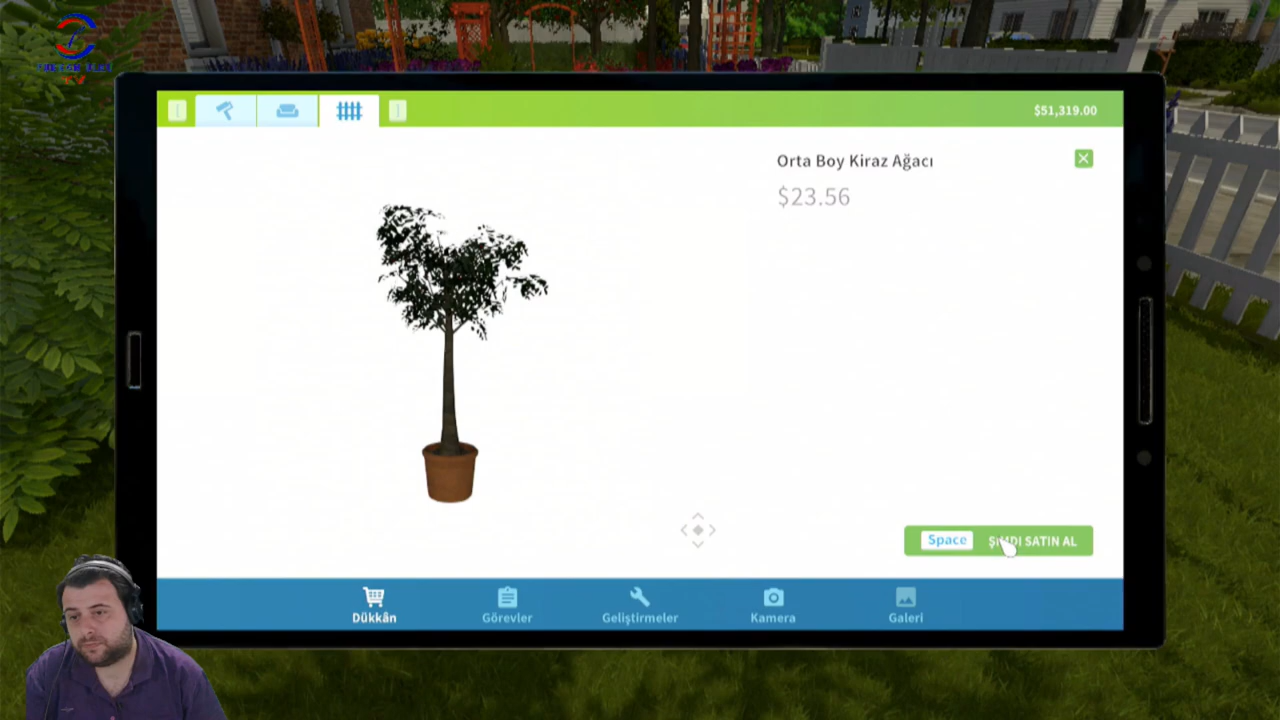 $51,319.00
Orta Boy Kiraz Ağacı
$23.56
Space ŞİMDİ SATIN AL
Dükkân
Görevler
Geliştirmeler
Kamera
Galeri